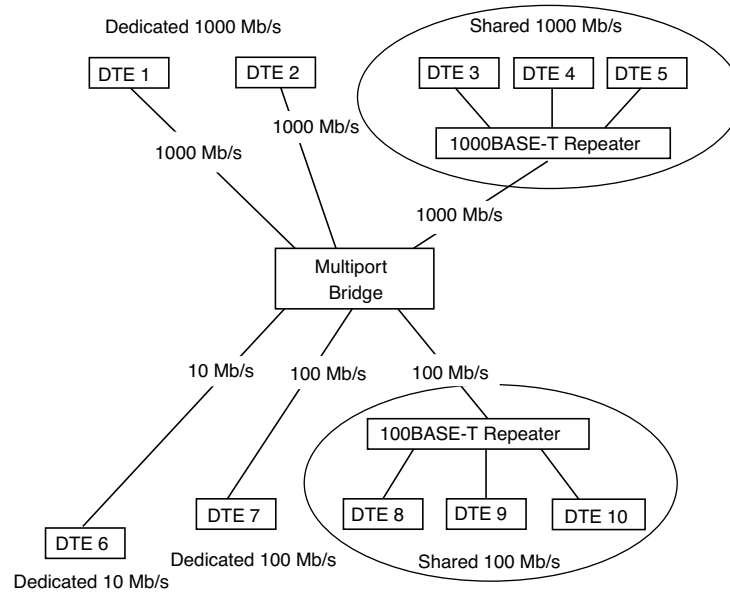 Dedicated 1000 Mb/s
Shared 1000 Mb/s
DTE 1
DTE 2
DTE 3
DTE 4
DTE 5
1000 Mb/s
1000 Mb/s
1000BASE-T Repeater
1000 Mb/s
Multiport
Bridge
10 Mb/s
100 Mb/s
100 Mb/s
100BASE-T Repeater
DTE 6
DTE 7
DTE 8
DTE 9
DTE 10
Dedicated 10 Mb/s
Dedicated 100 Mb/s
Shared 100 Mb/s